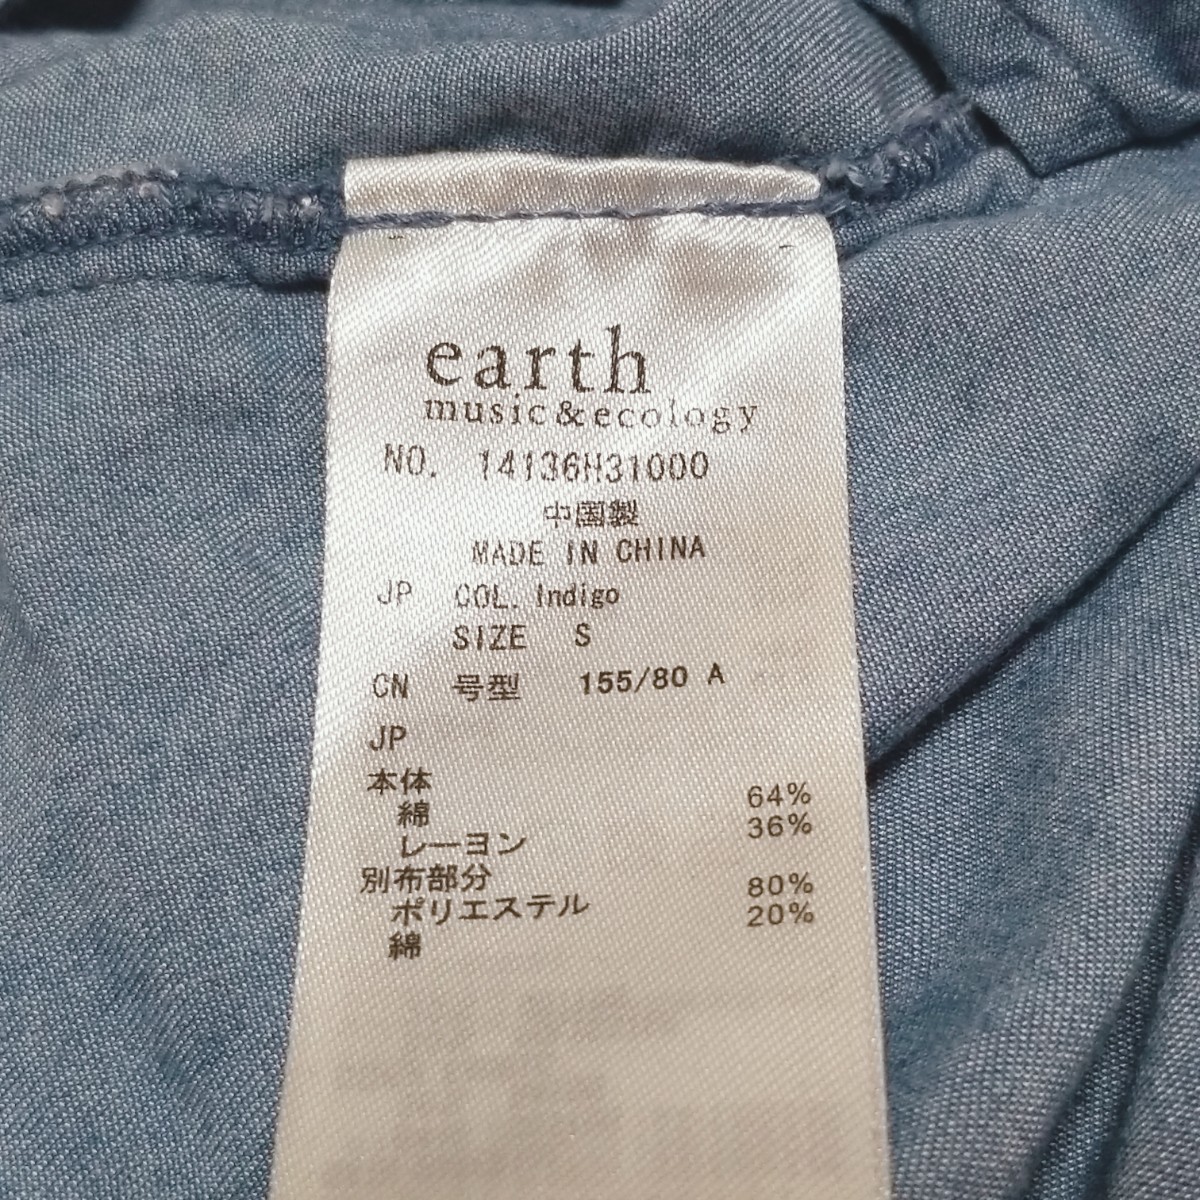 earth
music&ecology
NO. 14136H31000
中国製
MADE IN CHINA
JP COL. Indigo
SIZE S
CN 号型 155/80 A
JP
本体
綿 64%
レーヨン 36%
別布部分
ポリエステル 80%
綿 20%